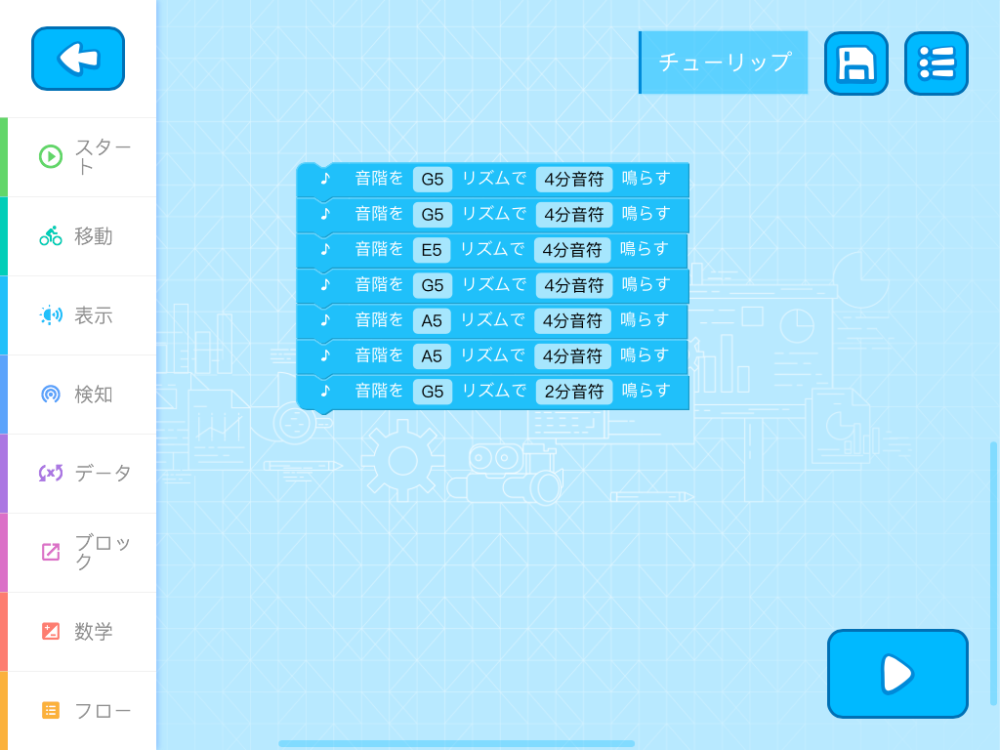 チューリップ
スタート
移動
表示
検知
データ
ブロック
数学
フロー
音階を G5 リズムで 4分音符 鳴らす
音階を G5 リズムで 4分音符 鳴らす
音階を E5 リズムで 4分音符 鳴らす
音階を G5 リズムで 4分音符 鳴らす
音階を A5 リズムで 4分音符 鳴らす
音階を A5 リズムで 4分音符 鳴らす
音階を G5 リズムで 2分音符 鳴らす